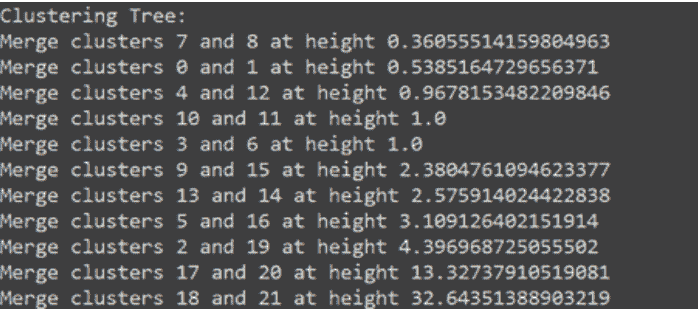 Clustering Tree:
Merge clusters 7 and 8 at height 0.36055514159804963
Merge clusters 0 and 1 at height 0.5385164729656371
Merge clusters 4 and 12 at height 0.9678153482209846
Merge clusters 10 and 11 at height 1.0
Merge clusters 3 and 6 at height 1.0
Merge clusters 9 and 15 at height 2.3804761094623377
Merge clusters 13 and 14 at height 2.575914024422838
Merge clusters 5 and 16 at height 3.109126402151914
Merge clusters 2 and 19 at height 4.396968725055502
Merge clusters 17 and 20 at height 13.32737910519081
Merge clusters 18 and 21 at height 32.64351388903219